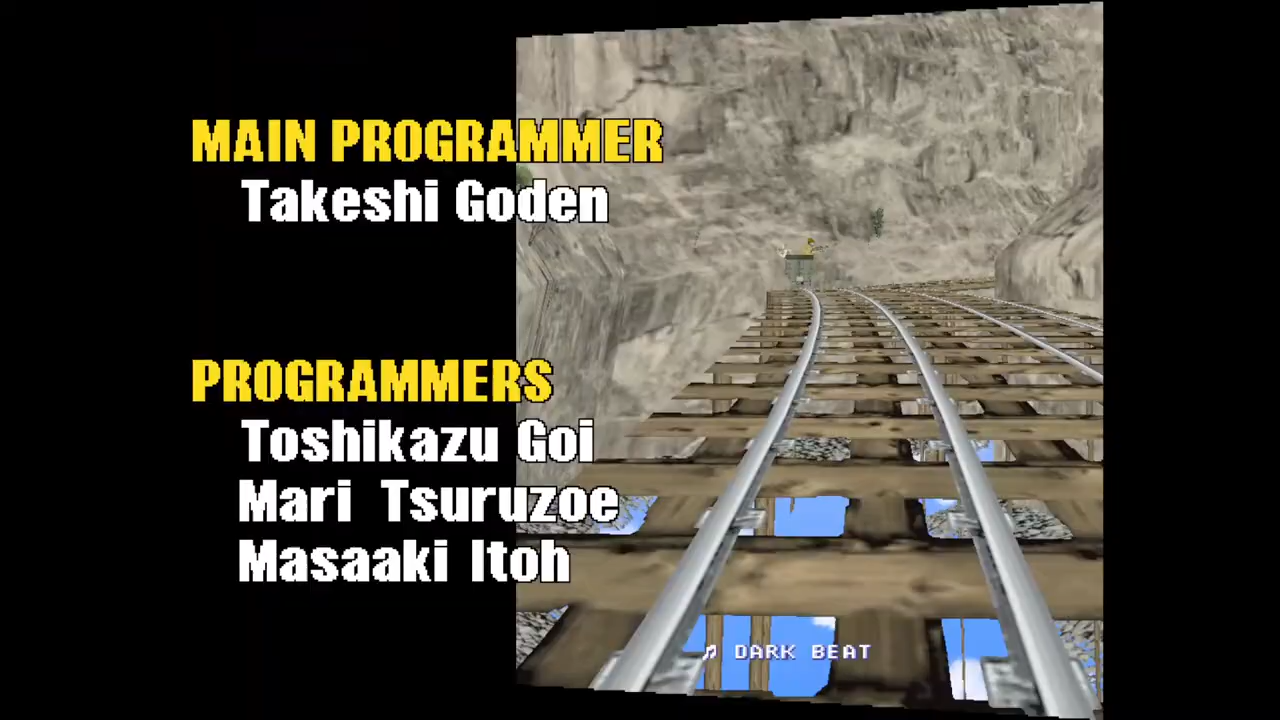 MAIN PROGRAMMER
Takeshi Goden
PROGRAMMERS
Toshikazu Goi
Mari Tsuruzoe
Masaaki Itoh
♫ DARK BEAT